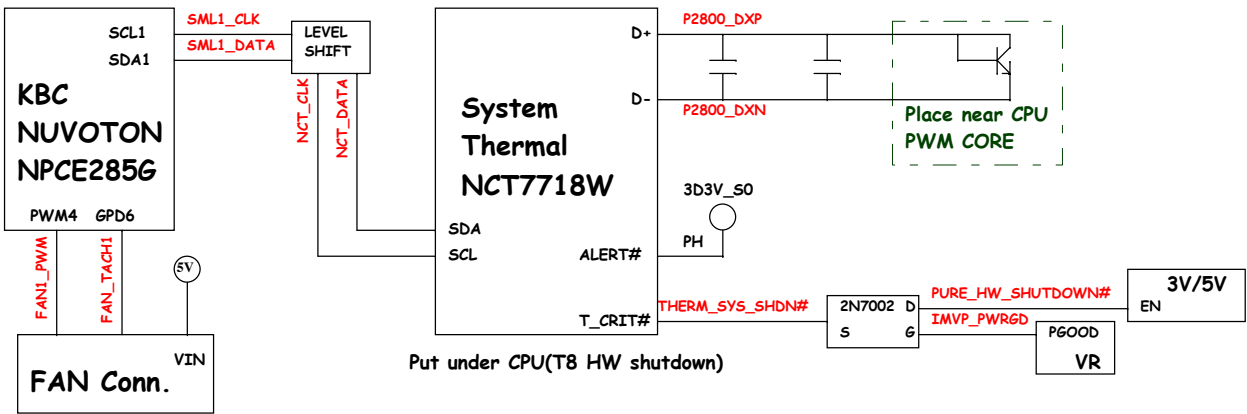 SCL1
SDA1
KBC
NUVOTON
NPCE285G
PWM4 GPD6
SML1_CLK
SML1_DATA
LEVEL
SHIFT
NCT_CLK
NCT_DATA
FAN1_PWM
FAN_TACH1
5V
VIN
FAN Conn.
D+
D-
System
Thermal
NCT7718W
SDA
SCL
ALERT#
T_CRIT#
Put under CPU(T8 HW shutdown)
P2800_DXP
P2800_DXN
Place near CPU
PWM CORE
3D3V_S0
PH
THERM_SYS_SHDN#
2N7002 D
S G
PURE_HW_SHUTDOWN#
IMVP_PWRGD
3V/5V
EN
PGOOD
VR